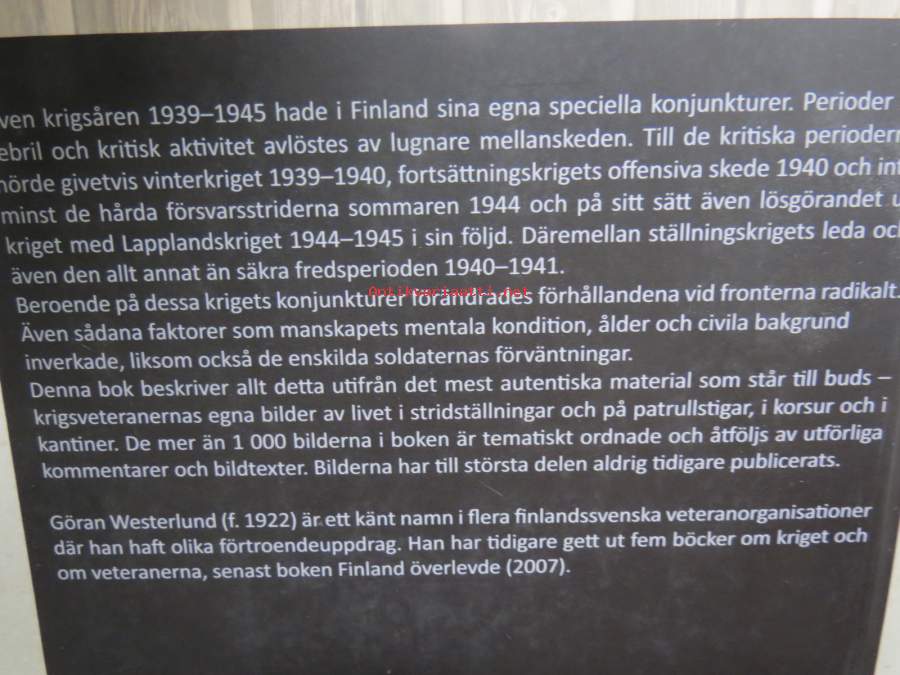 ven krigsåren 1939–1945 hade i Finland sina egna speciella konjunkturer. Perioder
ebril och kritisk aktivitet avlöstes av lugnare mellanskeden. Till de kritiska periodern
hörde givetvis vinterkriget 1939–1940, fortsättningskrigets offensiva skede 1940 och int
minst de hårda försvarsstriderna sommaren 1944 och på sitt sätt även lösgörandet u
kriget med Lapplandskriget 1944–1945 i sin följd. Däremellan ställningskrigets leda och
även den allt annat än säkra fredsperioden 1940–1941.
Antikvariaatti.net
Beroende på dessa krigets konjunkturer förändrades förhållandena vid fronterna radikalt.
Även sådana faktorer som manskapets mentala kondition, ålder och civila bakgrund
inverkade, liksom också de enskilda soldaternas förväntningar.
Denna bok beskriver allt detta utifrån det mest autentiska material som står till buds –
krigsveteranernas egna bilder av livet i stridställningar och på patrullstigar, i korsur och i
kantiner. De mer än 1 000 bilderna i boken är tematiskt ordnade och åtföljs av utförliga
kommentarer och bildtexter. Bilderna har till största delen aldrig tidigare publicerats.
Göran Westerlund (f. 1922) är ett känt namn i flera finlandssvenska veteranorganisationer
där han haft olika förtroendeuppdrag. Han har tidigare gett ut fem böcker om kriget och
om veteranerna, senast boken Finland överlevde (2007).